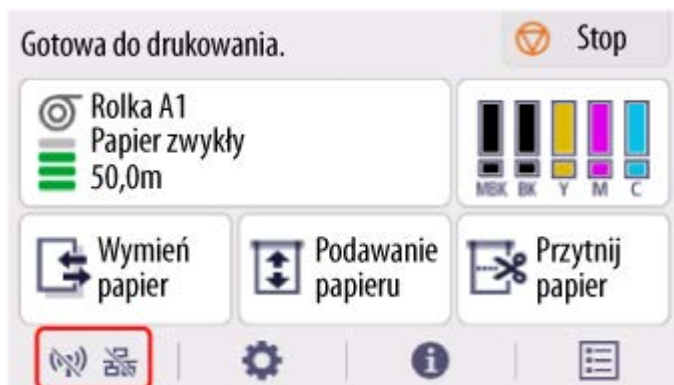 Gotowa do drukowania.
Stop
Rolka A1
Papier zwykły
50,0m
MBK BK Y M C
Wymień
papier
Podawanie
papieru
Przytnij
papier